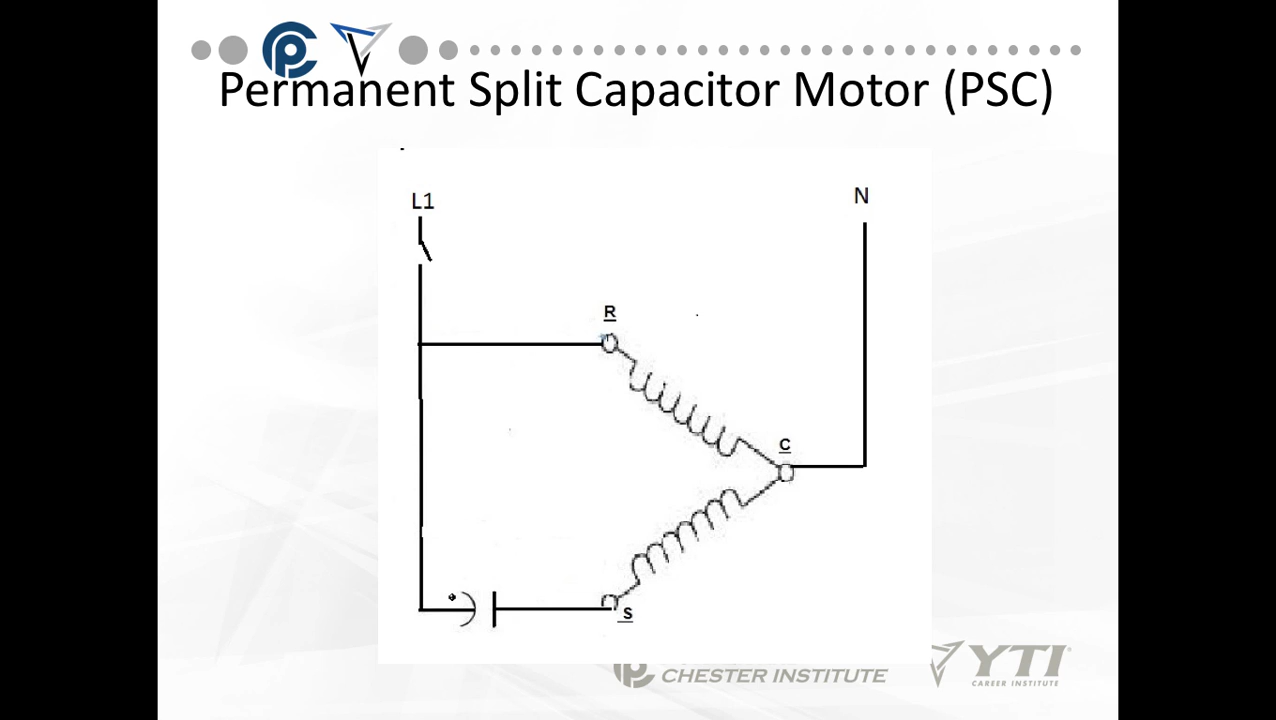 Permanent Split Capacitor Motor (PSC)
L1
N
R
C
S
CHESTER INSTITUTE
YTI
CAREER INSTITUTE